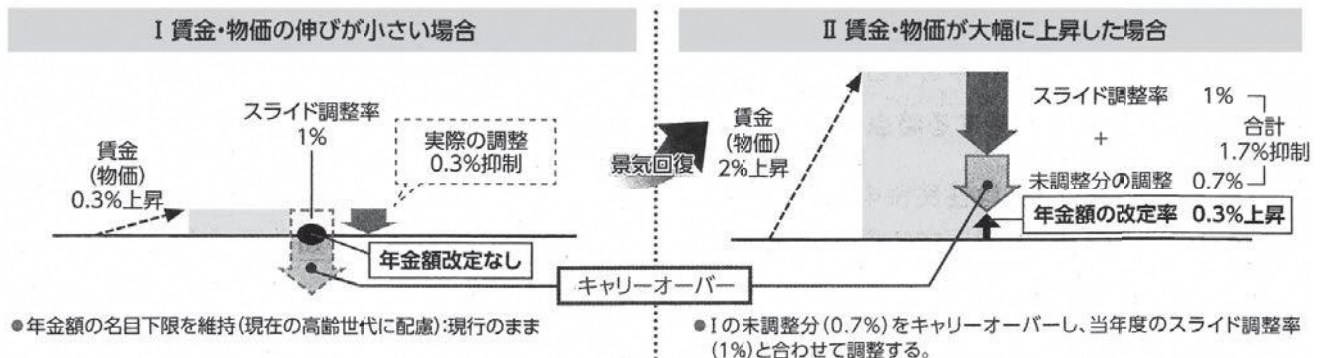 Ⅰ 賃金・物価の伸びが小さい場合
スライド調整率
1%
賃金
(物価)
0.3%上昇
実際の調整
0.3%抑制
年金額改定なし
●年金額の名目下限を維持(現在の高齢世代に配慮):現行のまま
景気回復
キャリーオーバー
Ⅱ 賃金・物価が大幅に上昇した場合
賃金
(物価)
2%上昇
スライド調整率 1%
+
合計
1.7%抑制
未調整分の調整 0.7%
年金額の改定率 0.3%上昇
●Ⅰの未調整分(0.7%)をキャリーオーバーし、当年度のスライド調整率
(1%)と合わせて調整する。